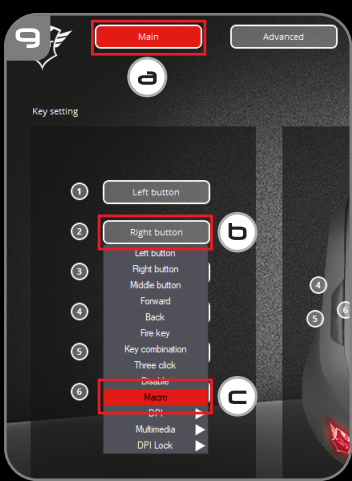 9
Main
Advanced
a
Key setting
1
Left button
2
Right button
b
Left button
3
Right button
Middle button
4
Forward
Back
Fire key
5
Key combination
Three click
Disable
6
Macro
c
DPI
Multimedia
DPI Lock
4
5
6